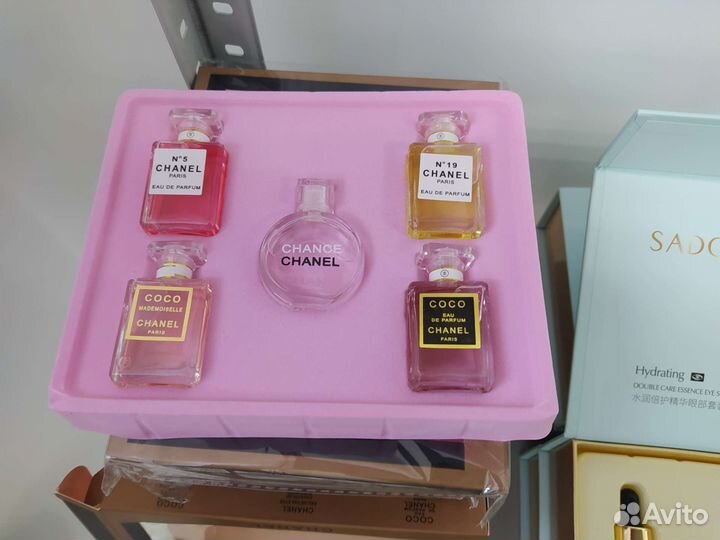 N°5
CHANEL
PARIS
EAU DE PARFUM
N°19
CHANEL
PARIS
EAU DE PARFUM
CHANCE
CHANEL
COCO
MADEMOISELLE
CHANEL
PARIS
COCO
EAU
DE PARFUM
CHANEL
PARIS
SADO
Hydrating
DOUBLE CARE ESSENCE EYE S
水润倍护精华眼部套
COCO
CHANEL
COCO
CHANEL
Avito